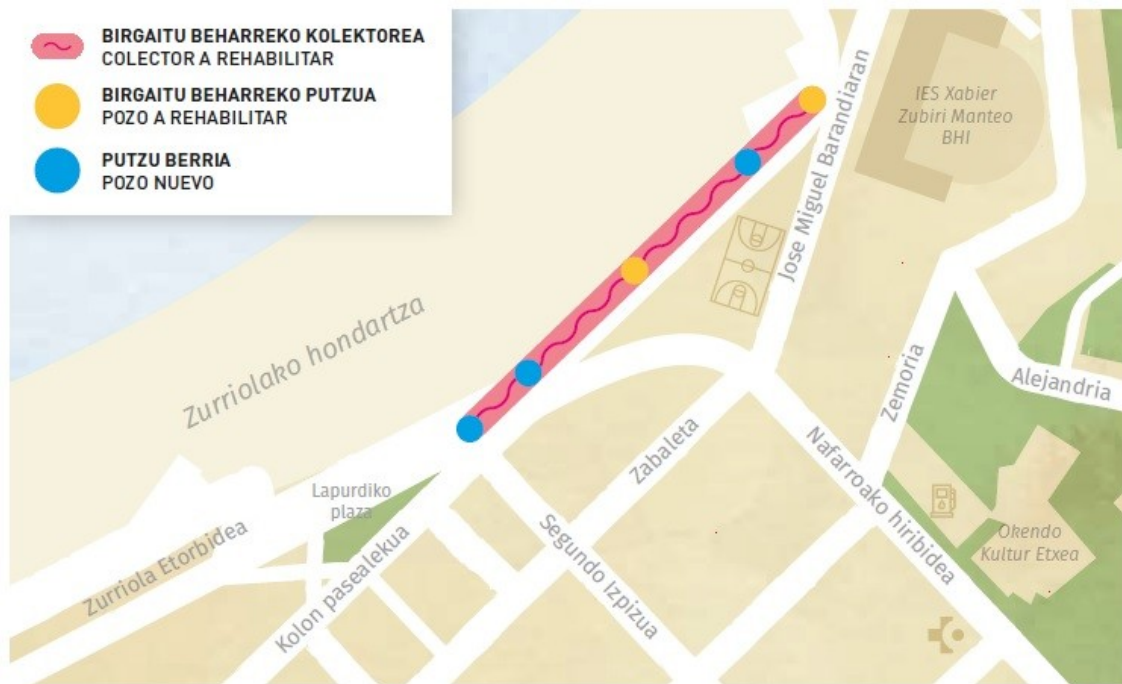 BIRGAITU BEHARREKO KOLEKTOREA
COLECTOR A REHABILITAR
BIRGAITU BEHARREKO PUTZUA
POZO A REHABILITAR
PUTZU BERRIA
POZO NUEVO
IES Xabier
Zubiri Manteo
BHI
Jose Miguel Barandiaran
Zurriolako hondartza
Zemoria
Alejandria
Zabaleta
Nafarroako hiribidea
Lapurdiko
plaza
Segundo Izpizua
Okendo
Kultur Etxea
Zurriola Etorbidea
Kolon pasealekua